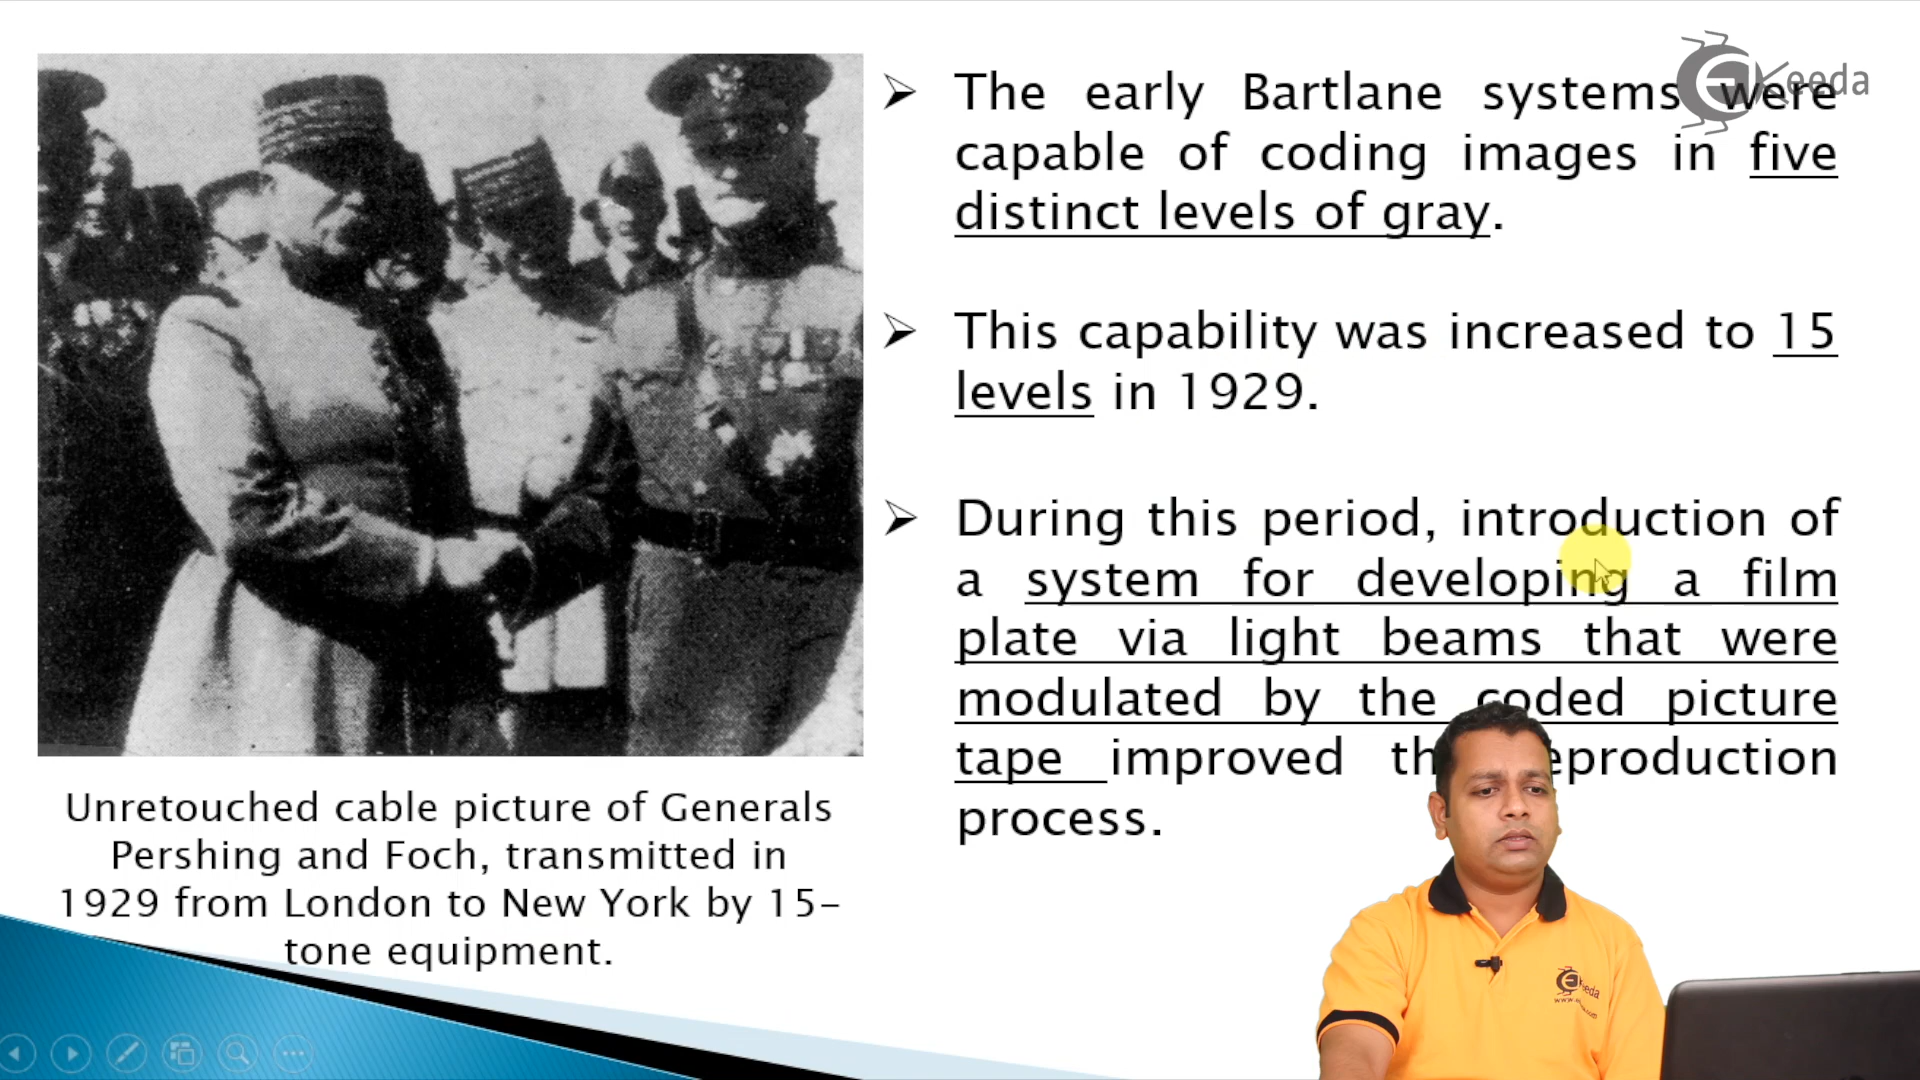 Keeda
➢ The early Bartlane systems were
capable of coding images in five
distinct levels of gray.
➢ This capability was increased to 15
levels in 1929.
➢ During this period, introduction of
a system for developing a film
plate via light beams that were
modulated by the coded picture
tape improved reproduction
process.
Unretouched cable picture of Generals
Pershing and Foch, transmitted in
1929 from London to New York by 15-
tone equipment.